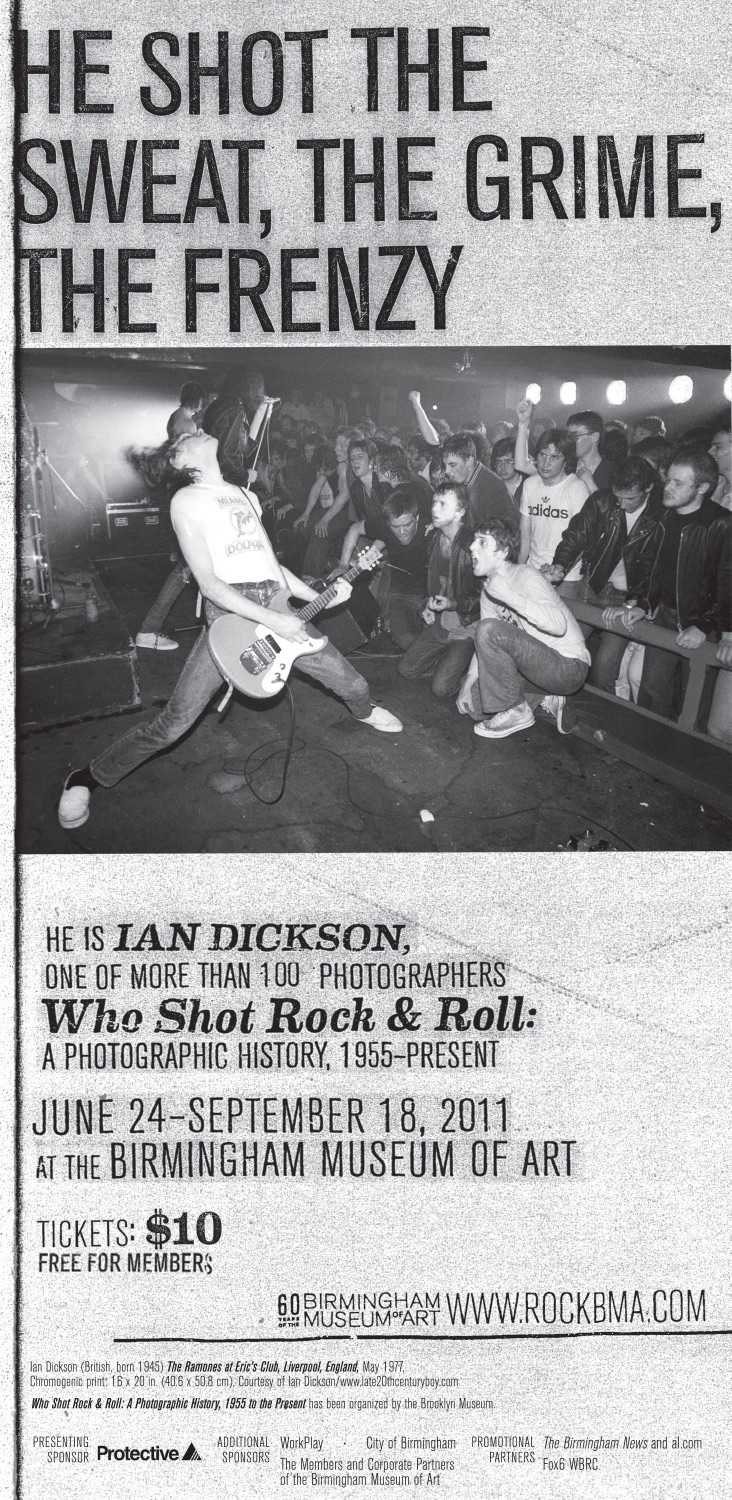 HE SHOT THE
SWEAT, THE GRIME,
THE FRENZY
MIAMI
DOLPHI
adidas
HE IS IAN DICKSON,
ONE OF MORE THAN 100 PHOTOGRAPHERS
Who Shot Rock & Roll:
A PHOTOGRAPHIC HISTORY, 1955–PRESENT
JUNE 24–SEPTEMBER 18, 2011
AT THE BIRMINGHAM MUSEUM OF ART
TICKETS: $10
FREE FOR MEMBERS
60 YEARS OF THE BIRMINGHAM MUSEUM OF ART WWW.ROCKBMA.COM
Ian Dickson (British, born 1945) The Ramones at Eric's Club, Liverpool, England, May 1977,
Chromogenic print: 16 x 20 in. (40.6 x 50.8 cm). Courtesy of Ian Dickson/www.late20thcenturyboy.com
Who Shot Rock & Roll: A Photographic History, 1955 to the Present has been organized by the Brooklyn Museum.
PRESENTING SPONSOR Protective
ADDITIONAL SPONSORS WorkPlay · City of Birmingham
The Members and Corporate Partners
of the Birmingham Museum of Art
PROMOTIONAL PARTNERS The Birmingham News and al.com
Fox6 WBRC